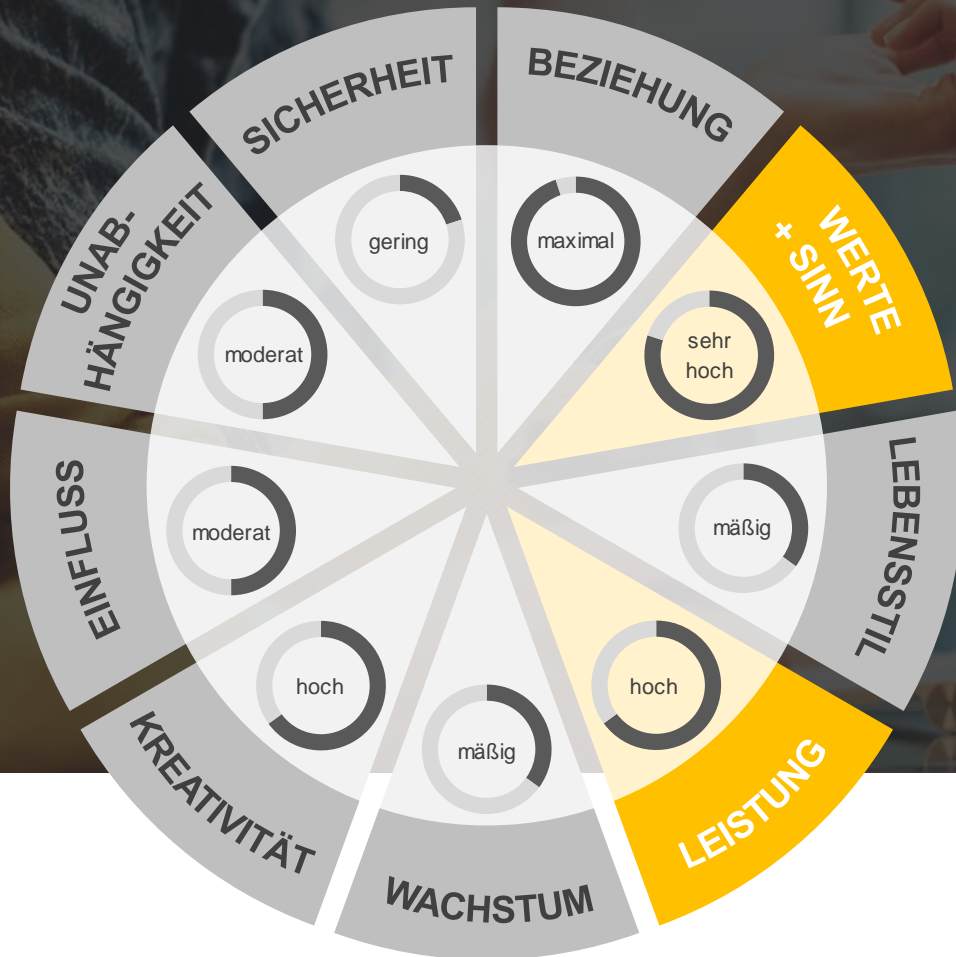 SICHERHEIT
gering
BEZIEHUNG
maximal
WERTE
+ SINN
sehr
hoch
LEBENSSTIL
mäßig
LEISTUNG
hoch
WACHSTUM
mäßig
KREATIVITÄT
hoch
EINFLUSS
moderat
UNAB-
HÄNGIGKEIT
moderat